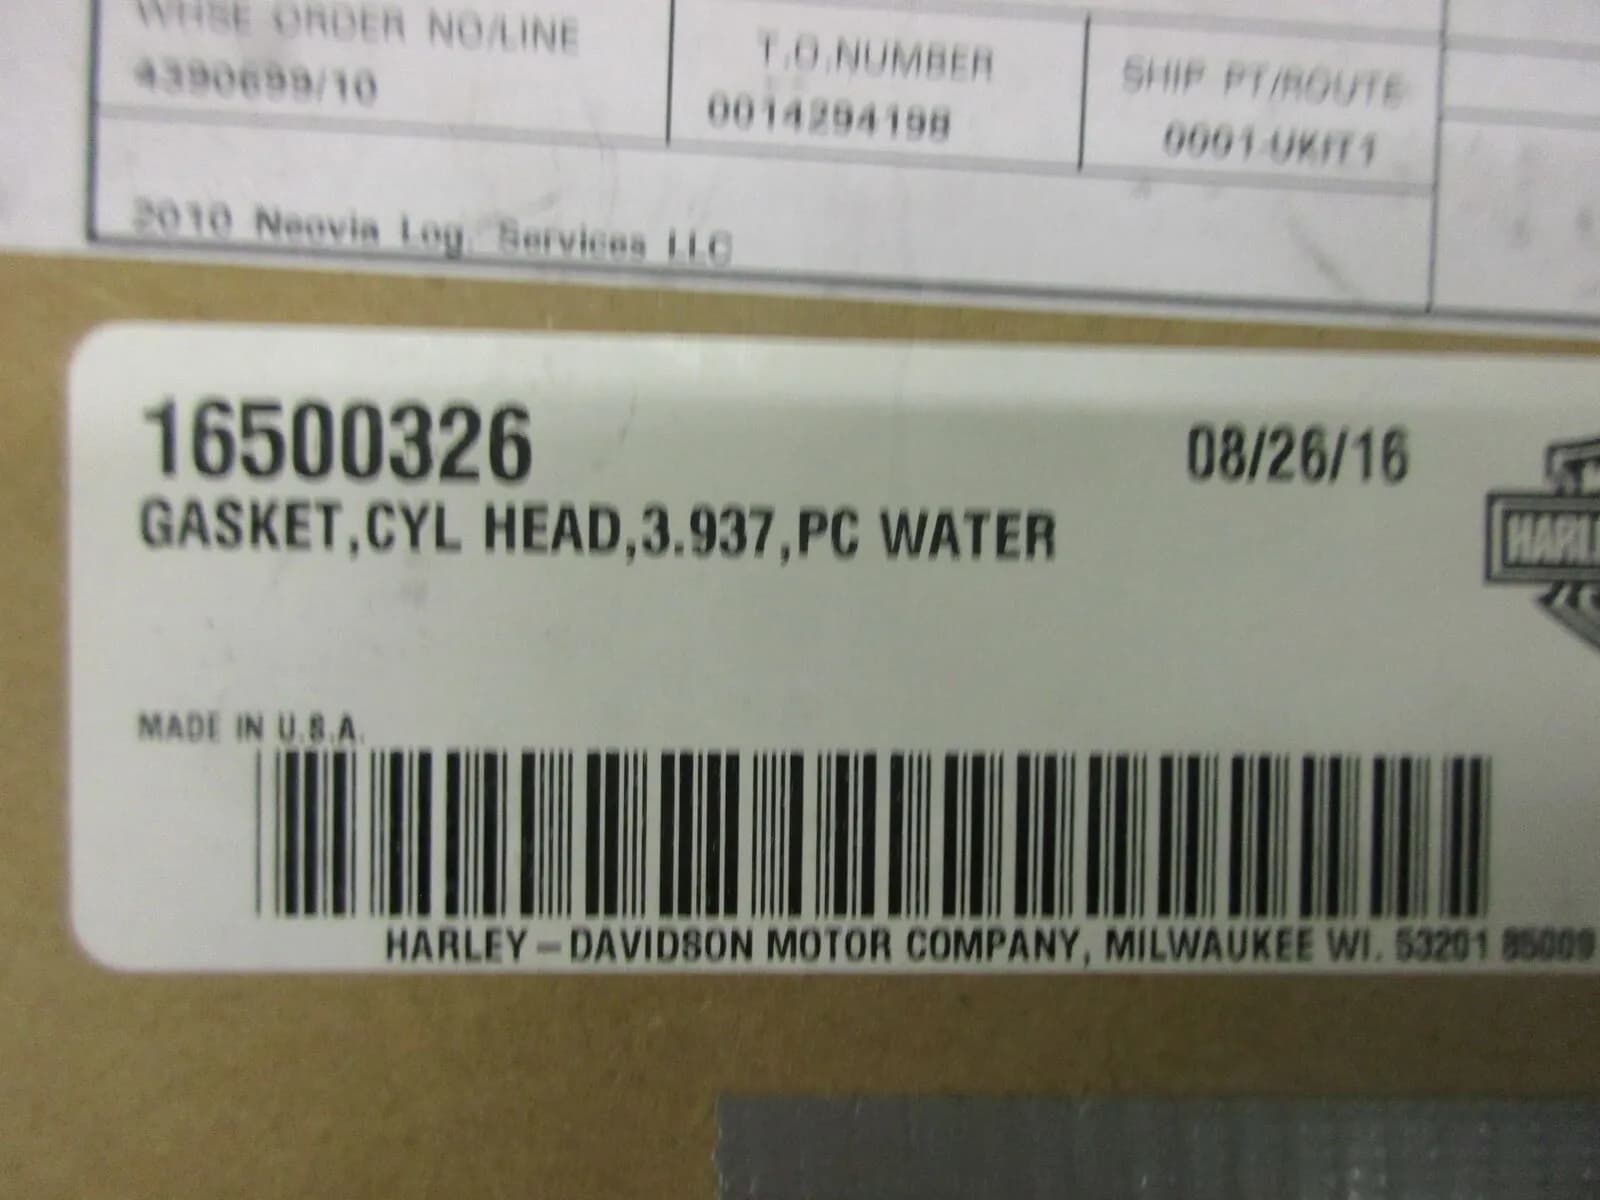 WHSE ORDER NO/LINE
4390699/10
T.O.NUMBER
0014294198
SHIP PT/ROUTE
0001-UKIT1
2010 Neovia Log. Services LLC
16500326
08/26/16
GASKET,CYL HEAD,3.937,PC WATER
MADE IN U.S.A.
HARLEY-DAVIDSON MOTOR COMPANY, MILWAUKEE WI. 53201 85009